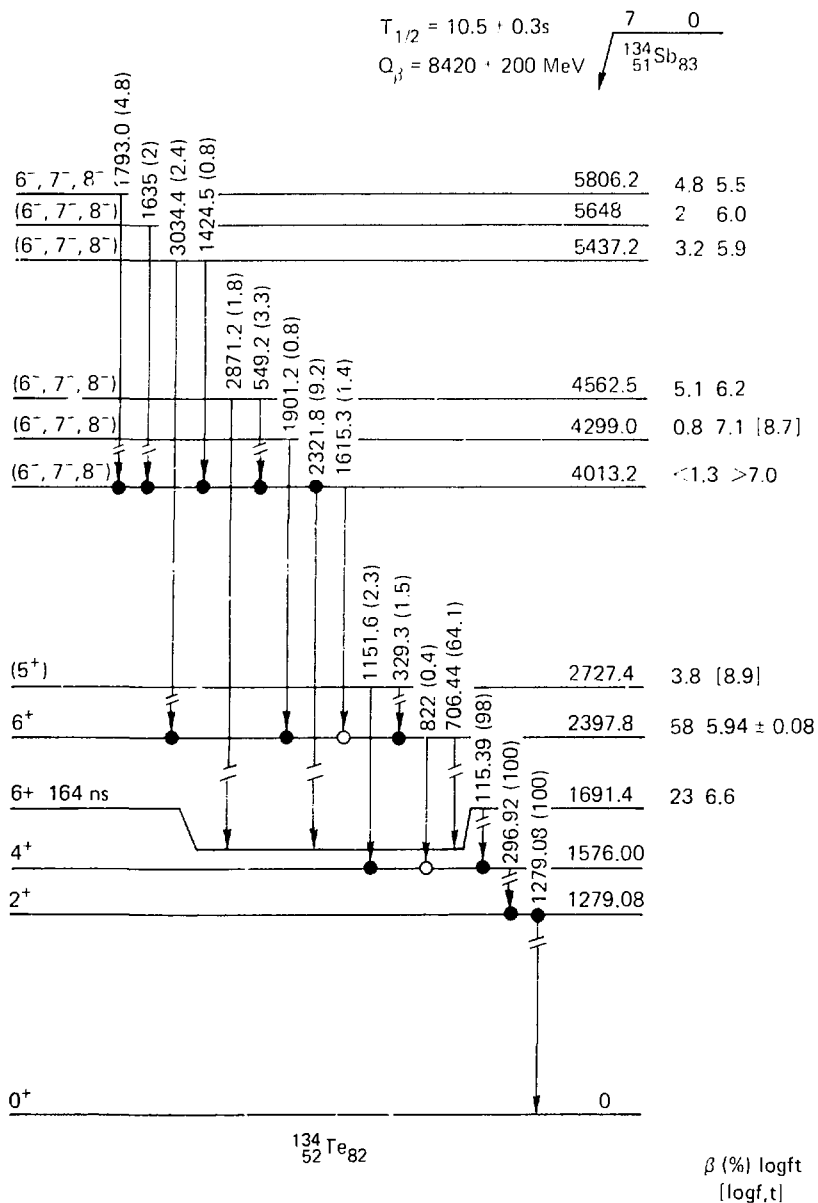 T1/2 = 10.5 ± 0.3s
7 0
134 51 Sb 83
Qβ = 8420 ± 200 MeV
1793.0 (4.8)
1635 (2)
3034.4 (2.4)
1424.5 (0.8)
6-, 7-, 8- 5806.2 4.8 5.5
(6-, 7-, 8-) 5648 2 6.0
(6-, 7-, 8-) 5437.2 3.2 5.9
2871.2 (1.8)
549.2 (3.3)
1901.2 (0.8)
2321.8 (9.2)
1615.3 (1.4)
(6-, 7-, 8-) 4562.5 5.1 6.2
(6-, 7-, 8-) 4299.0 0.8 7.1 [8.7]
(6-, 7-, 8-) 4013.2 <1.3 >7.0
1151.6 (2.3)
329.3 (1.5)
822 (0.4)
706.44 (64.1)
115.39 (98)
296.92 (100)
1279.08 (100)
(5+) 2727.4 3.8 [8.9]
6+ 2397.8 58 5.94 ± 0.08
6+ 164 ns 1691.4 23 6.6
4+ 1576.00
2+ 1279.08
0+ 0
134 52 Te 82
β (%) logft
[logf,t]